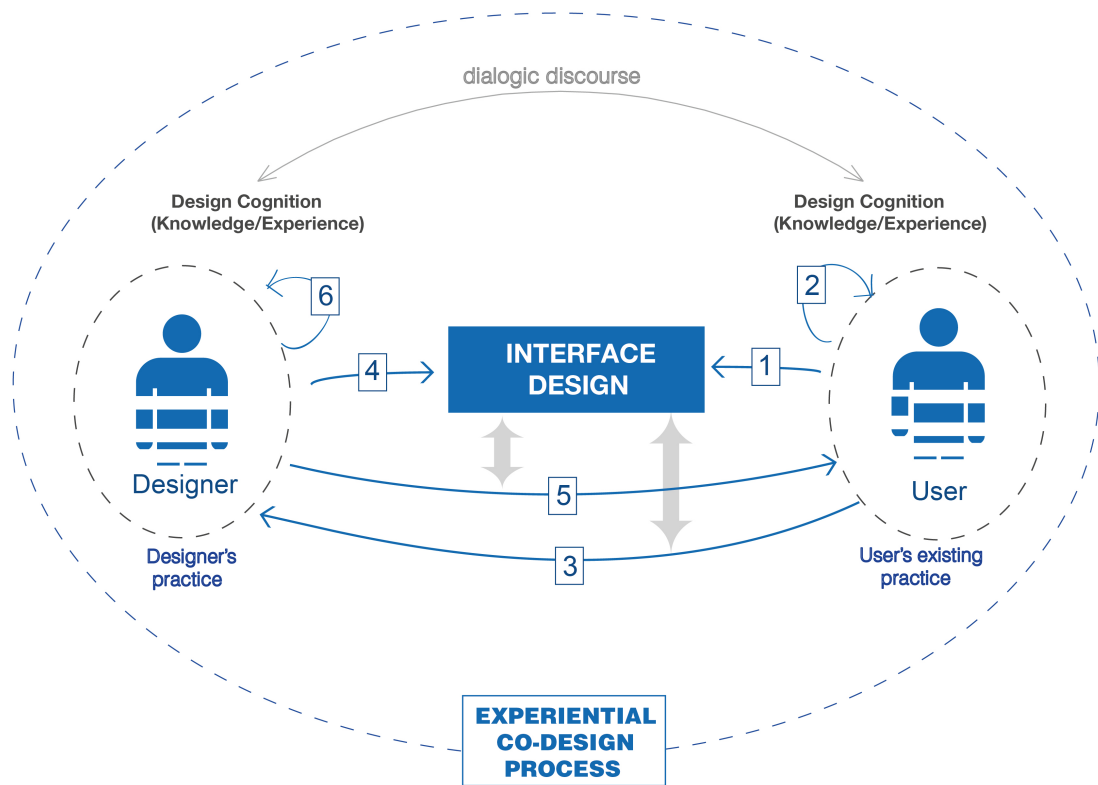 dialogic discourse
Design Cognition
(Knowledge/Experience)
Design Cognition
(Knowledge/Experience)
6
2
INTERFACE
DESIGN
4
1
Designer
User
5
3
Designer's
practice
User's existing
practice
EXPERIENTIAL
CO-DESIGN
PROCESS